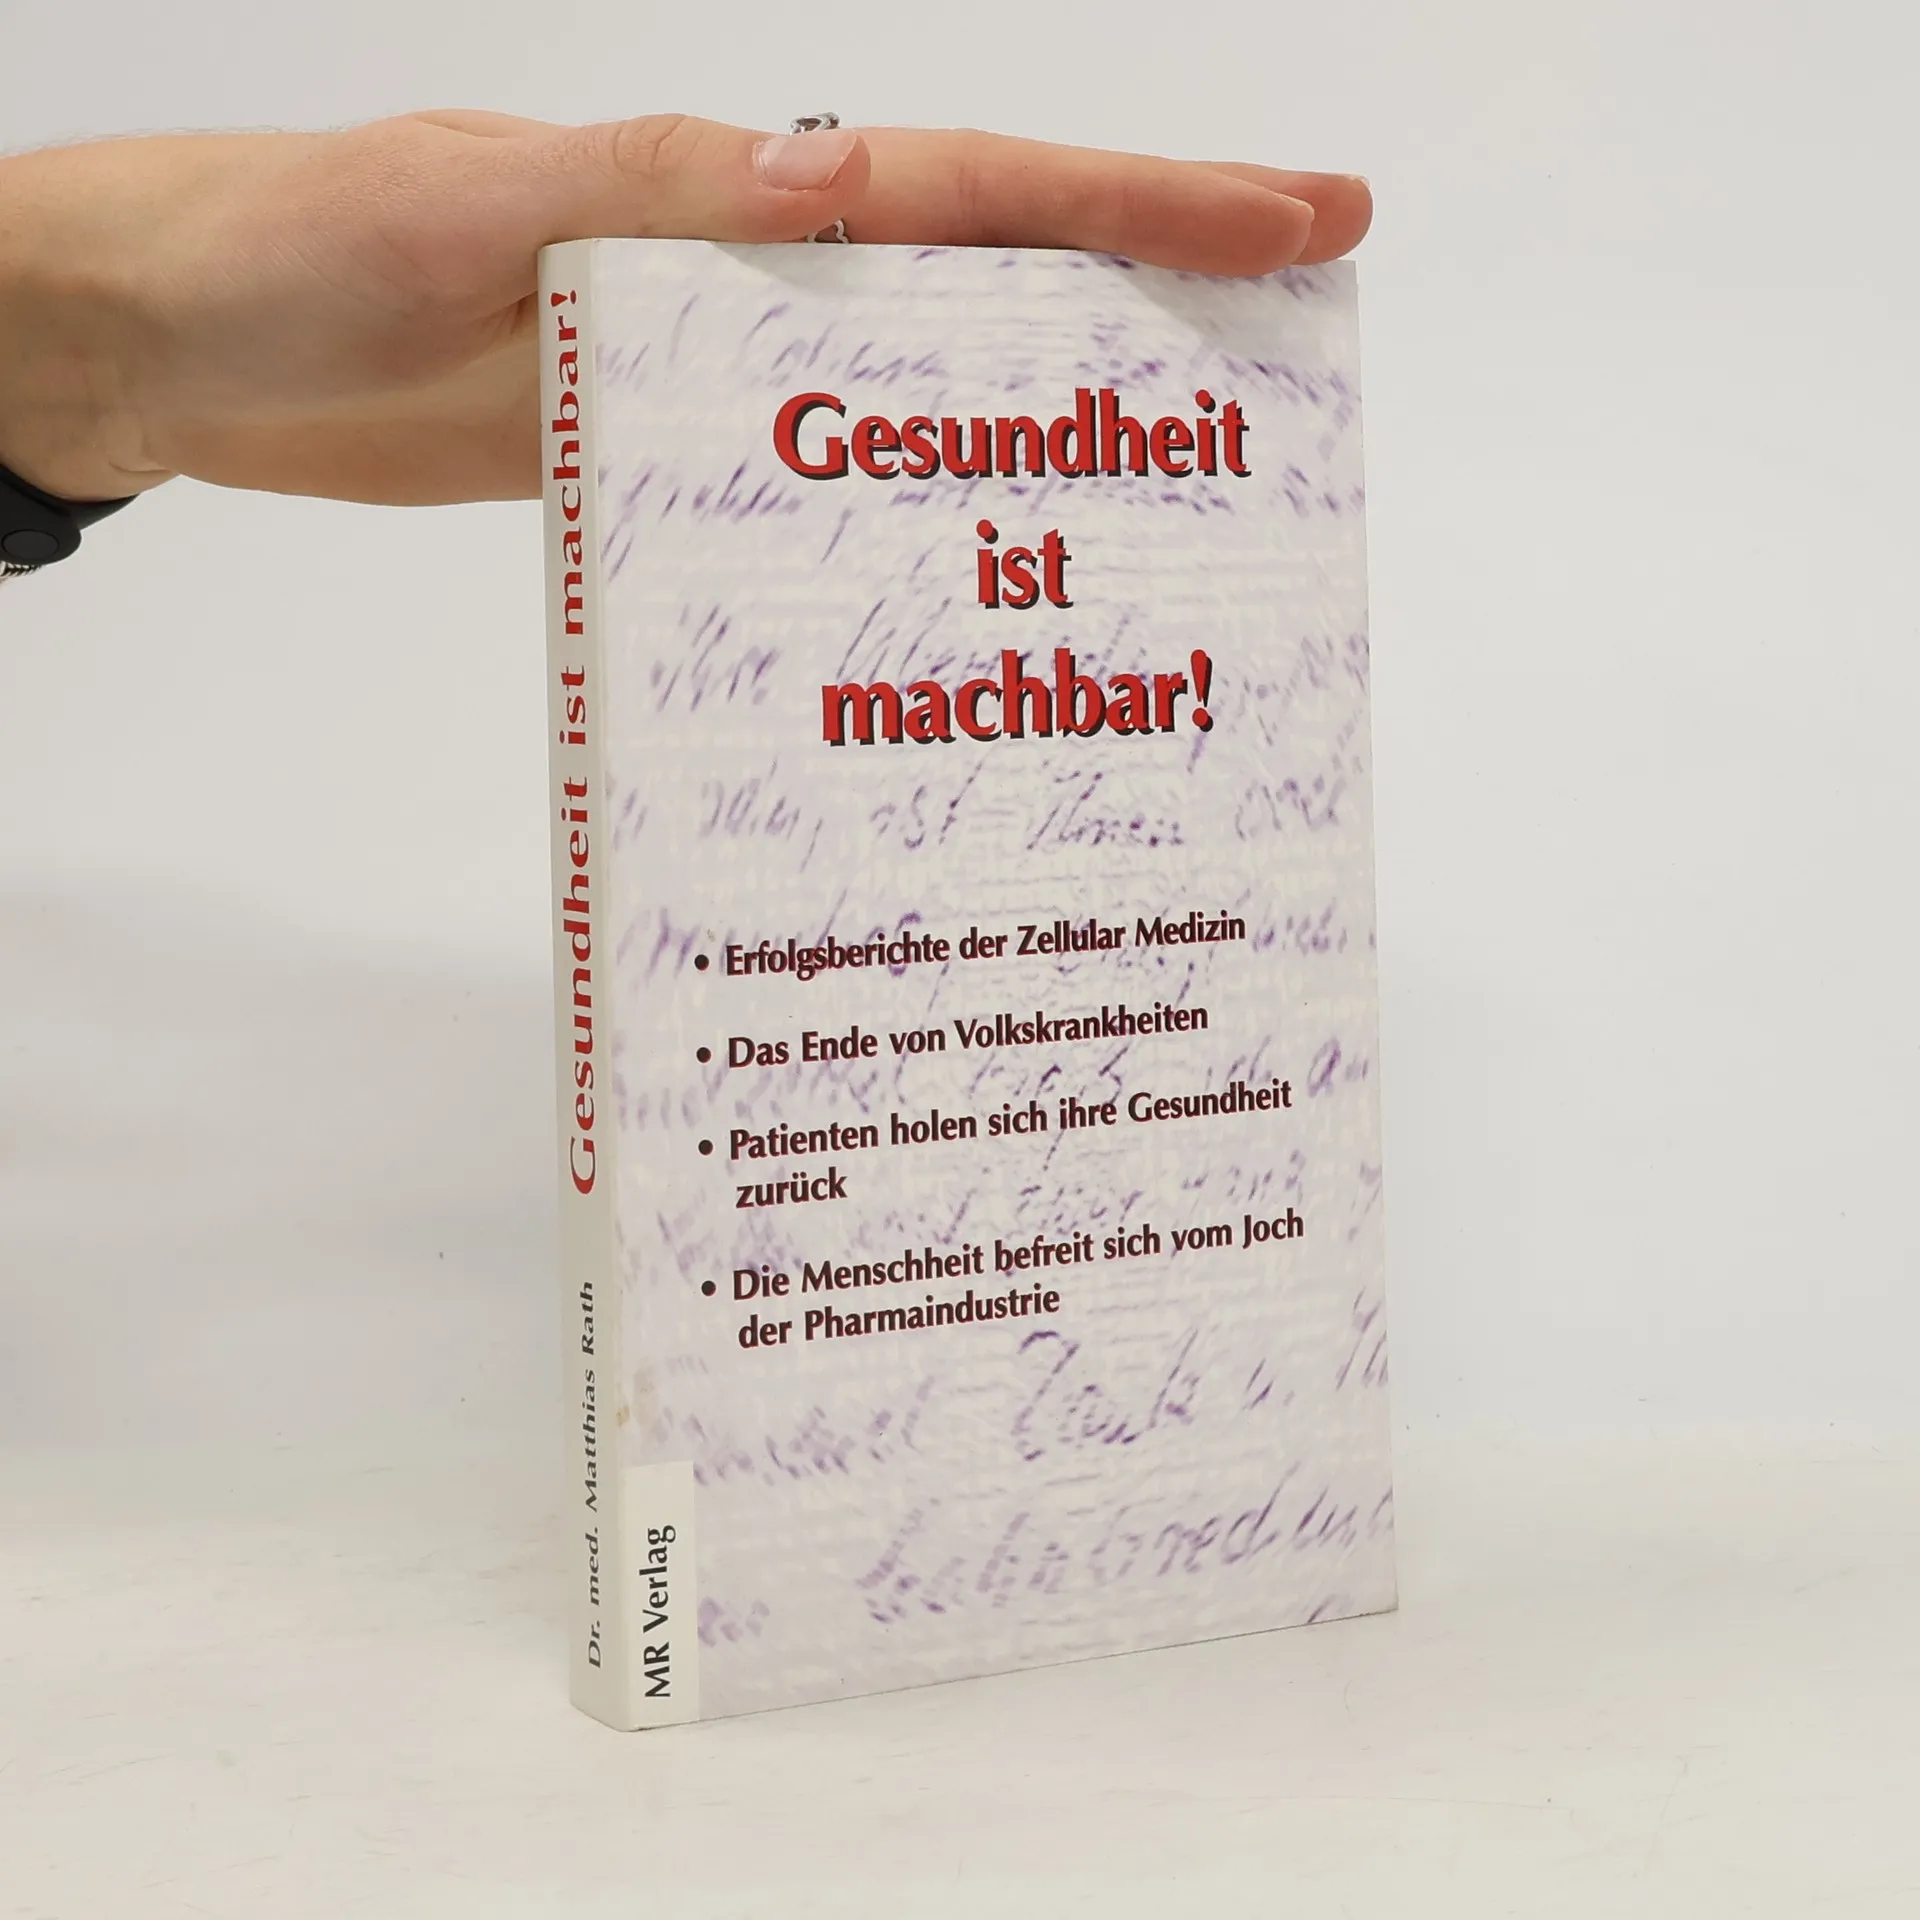 Gesundheit ist machbar!
Dr. med. Matthias Rath
Gesundheit
ist
machbar!
• Erfolgsberichte der Zellular Medizin
• Das Ende von Volkskrankheiten
• Patienten holen sich ihre Gesundheit
zurück
• Die Menschheit befreit sich vom Joch
der Pharmaindustrie
MR Verlag